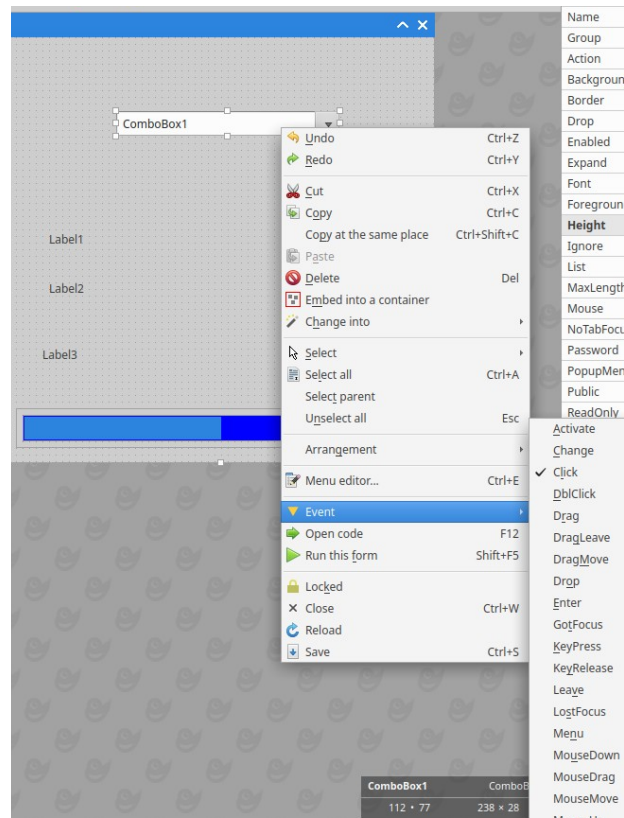 Name
Group
Action
Backgroun
Border
Drop
Enabled
Expand
Font
Foregroun
Height
Ignore
List
MaxLength
Mouse
NoTabFocu
Password
PopupMen
Public
ReadOnly
ComboBox1
Label1
Label2
Label3
Undo Ctrl+Z
Redo Ctrl+Y
Cut Ctrl+X
Copy Ctrl+C
Copy at the same place Ctrl+Shift+C
Paste
Delete Del
Embed into a container
Change into
Select
Select all Ctrl+A
Select parent
Unselect all Esc
Arrangement
Menu editor... Ctrl+E
Event
Open code F12
Run this form Shift+F5
Locked
Close Ctrl+W
Reload
Save Ctrl+S
Activate
Change
Click
DblClick
Drag
DragLeave
DragMove
Drop
Enter
GotFocus
KeyPress
KeyRelease
Leave
LostFocus
Menu
MouseDown
MouseDrag
MouseMove
ComboBox1 ComboB
112 • 77 238 × 28